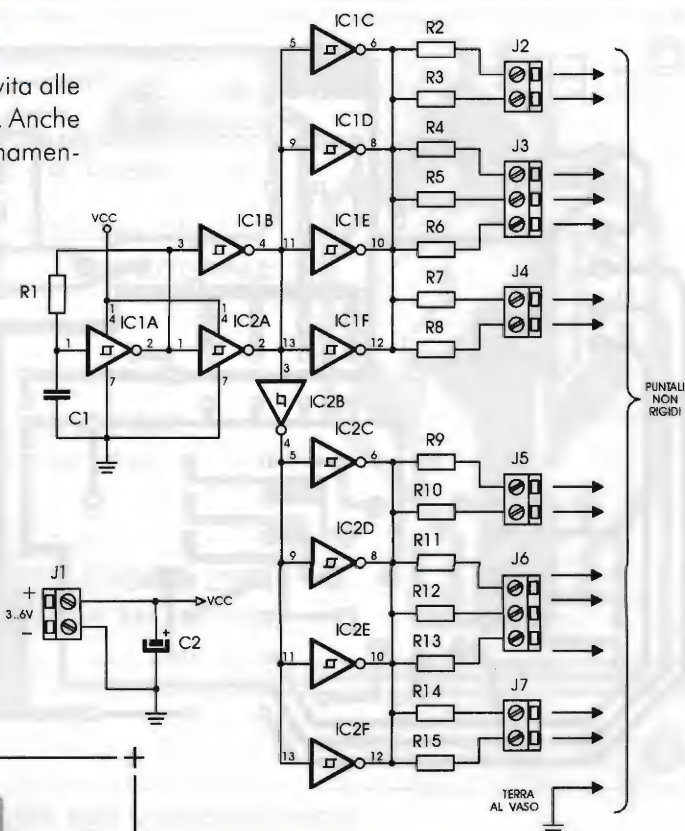 vita alle
. Anche
namen-
IC1C
5
6
R2
J2
R3
IC1D
9
8
R4
J3
R5
R6
IC1E
11
10
VCC
IC1B
3
4
R1
IC1A
1
2
1
4
7
IC2A
1
2
1
4
7
C1
IC1F
13
12
R7
J4
R8
3
IC2B
4
PUNTALI
NON
RIGIDI
IC2C
5
6
R9
J5
R10
IC2D
9
8
R11
J6
R12
R13
IC2E
11
10
J1
+
3..6V
−
VCC
+
C2
IC2F
13
12
R14
J7
R15
TERRA
AL VASO
+